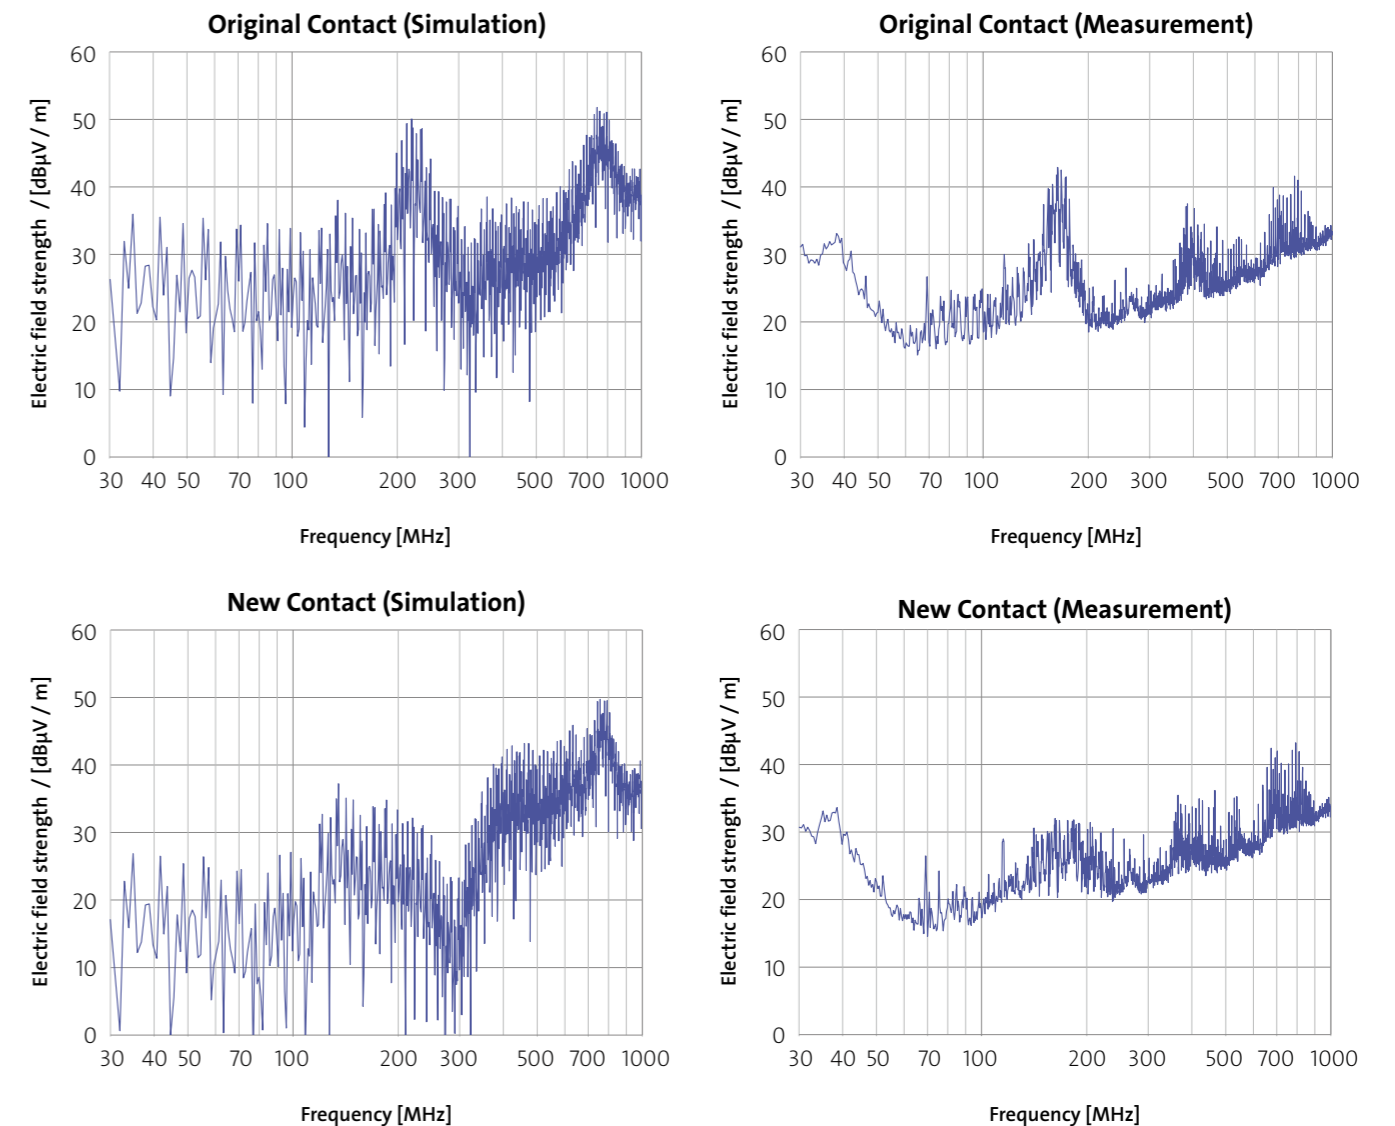 Original Contact (Simulation)
60
50
40
30
20
10
0
Electric field strength / [dBµV / m]
30 40 50 70 100 200 300 500 700 1000
Frequency [MHz]
Original Contact (Measurement)
60
50
40
30
20
10
0
Electric field strength / [dBµV / m]
30 40 50 70 100 200 300 500 700 1000
Frequency [MHz]
New Contact (Simulation)
60
50
40
30
20
10
0
Electric field strength / [dBµV / m]
30 40 50 70 100 200 300 500 700 1000
Frequency [MHz]
New Contact (Measurement)
60
50
40
30
20
10
0
Electric field strength / [dBµV / m]
30 40 50 70 100 200 300 500 700 1000
Frequency [MHz]